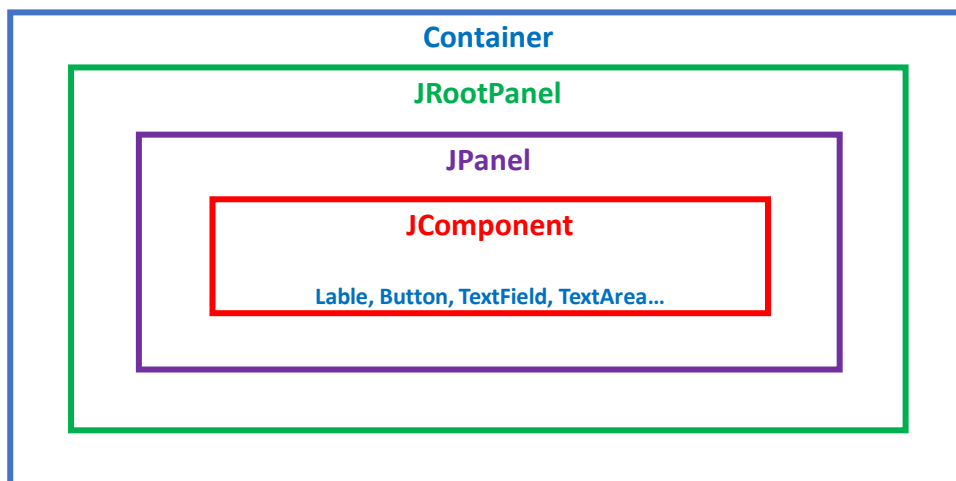 Container
JRootPanel
JPanel
JComponent
Lable, Button, TextField, TextArea...